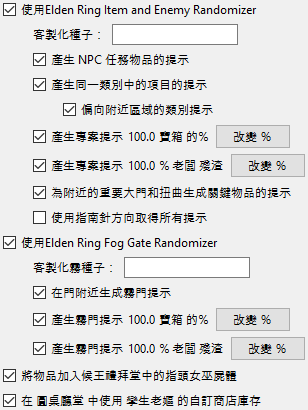 使用Elden Ring Item and Enemy Randomizer
客製化種子：
產生 NPC 任務物品的提示
產生同一類別中的項目的提示
偏向附近區域的類別提示
產生專案提示 100.0 寶箱 的% 改變 %
產生專案提示 100.0 % 老闆 殘渣 改變 %
為附近的重要大門和扭曲生成關鍵物品的提示
使用指南針方向取得所有提示
使用Elden Ring Fog Gate Randomizer
客製化霧種子：
在門附近生成霧門提示
產生霧門提示 100.0 寶箱 的% 改變 %
產生霧門提示 100.0 % 老闆 殘渣 改變 %
將物品加入候王禮拜堂中的指頭女巫屍體
在 圓桌廳堂 中使用 孿生老嫗 的自訂商店庫存